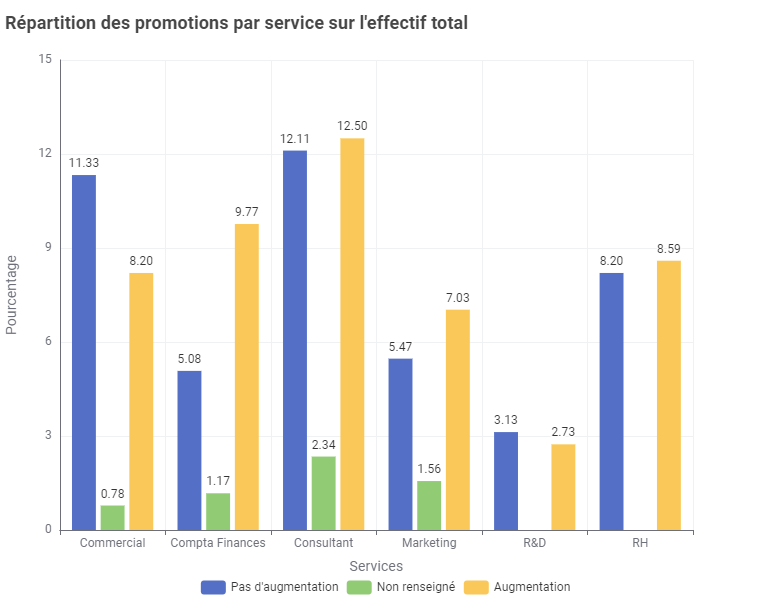 Répartition des promotions par service sur l'effectif total
15
12
9
6
3
0
Pourcentage
11.33
0.78
8.20
5.08
1.17
9.77
12.11
2.34
12.50
5.47
1.56
7.03
3.13
2.73
8.20
8.59
Commercial
Compta Finances
Consultant
Marketing
R&D
RH
Services
Pas d'augmentation
Non renseigné
Augmentation